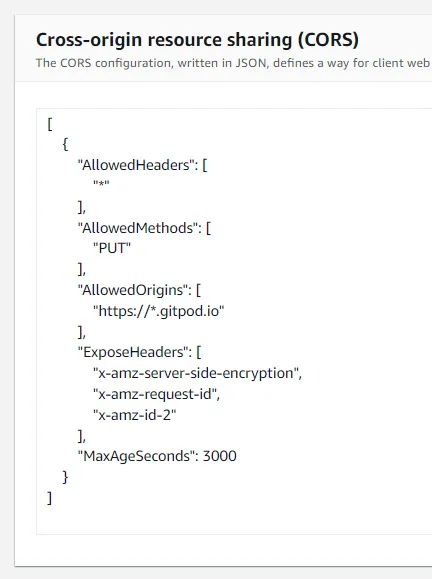 Cross-origin resource sharing (CORS)
The CORS configuration, written in JSON, defines a way for client web
[
{
"AllowedHeaders": [
"*"
],
"AllowedMethods": [
"PUT"
],
"AllowedOrigins": [
"https://*.gitpod.io"
],
"ExposeHeaders": [
"x-amz-server-side-encryption",
"x-amz-request-id",
"x-amz-id-2"
],
"MaxAgeSeconds": 3000
}
]